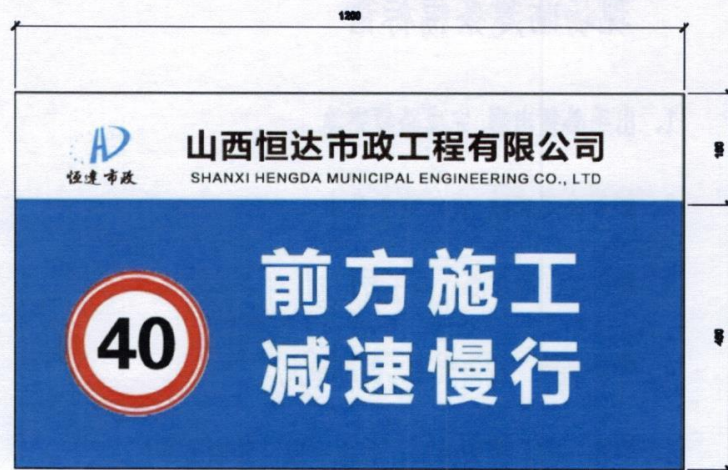 1200
恒達市政
山西恒达市政工程有限公司
SHANXI HENGDA MUNICIPAL ENGINEERING CO., LTD
40
前方施工
减速慢行